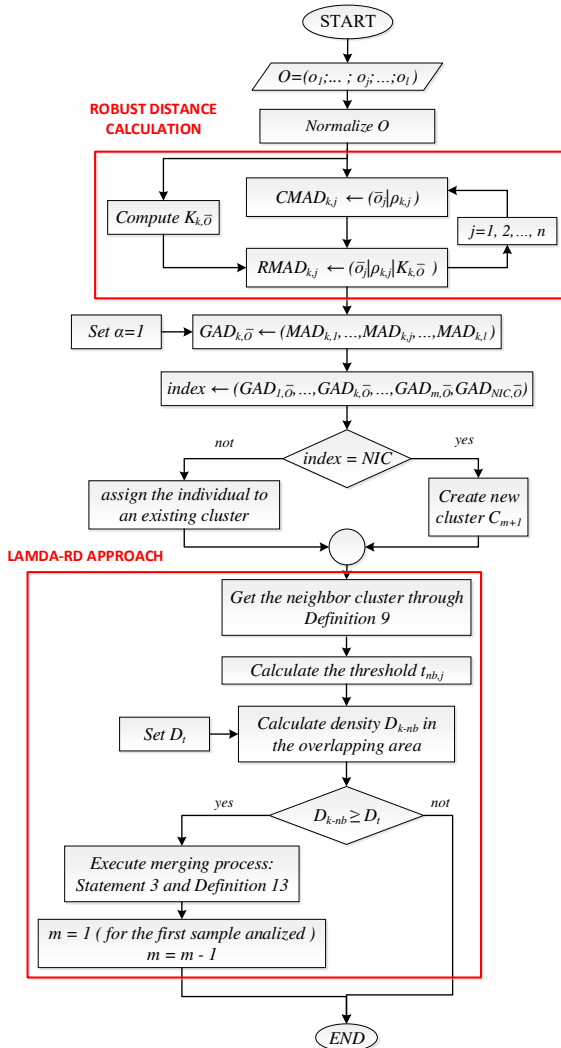 START
O=(o1;... ; oj;...;ol)
ROBUST DISTANCE
CALCULATION
Normalize O
CMADk,j ← (ōj|ρk,j)
Compute Kk,Ō
j=1, 2,..., n
RMADk,j ← (ōj|ρk,j|Kk,Ō )
Set α=1
GADk,Ō ← (MADk,1,...,MADk,j,...,MADk,l)
index ← (GAD1,Ō,...,GADk,Ō,...,GADm,Ō,GADNIC,Ō)
not
yes
index = NIC
assign the individual to
an existing cluster
Create new
cluster Cm+1
LAMDA-RD APPROACH
Get the neighbor cluster through
Definition 9
Calculate the threshold tnb,j
Set Dt
Calculate density Dk-nb in
the overlapping area
yes
not
Dk-nb ≥ Dt
Execute merging process:
Statement 3 and Definition 13
m = 1 ( for the first sample analized )
m = m - 1
END